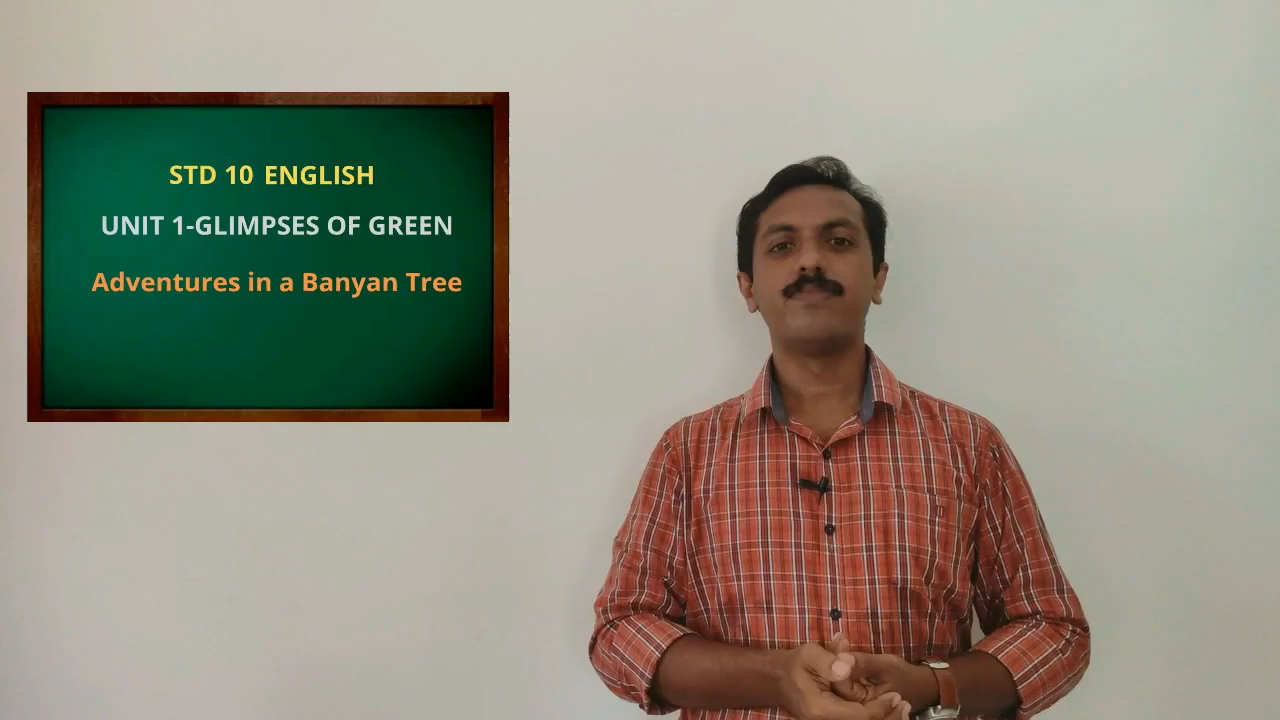 STD 10 ENGLISH
UNIT 1-GLIMPSES OF GREEN
Adventures in a Banyan Tree